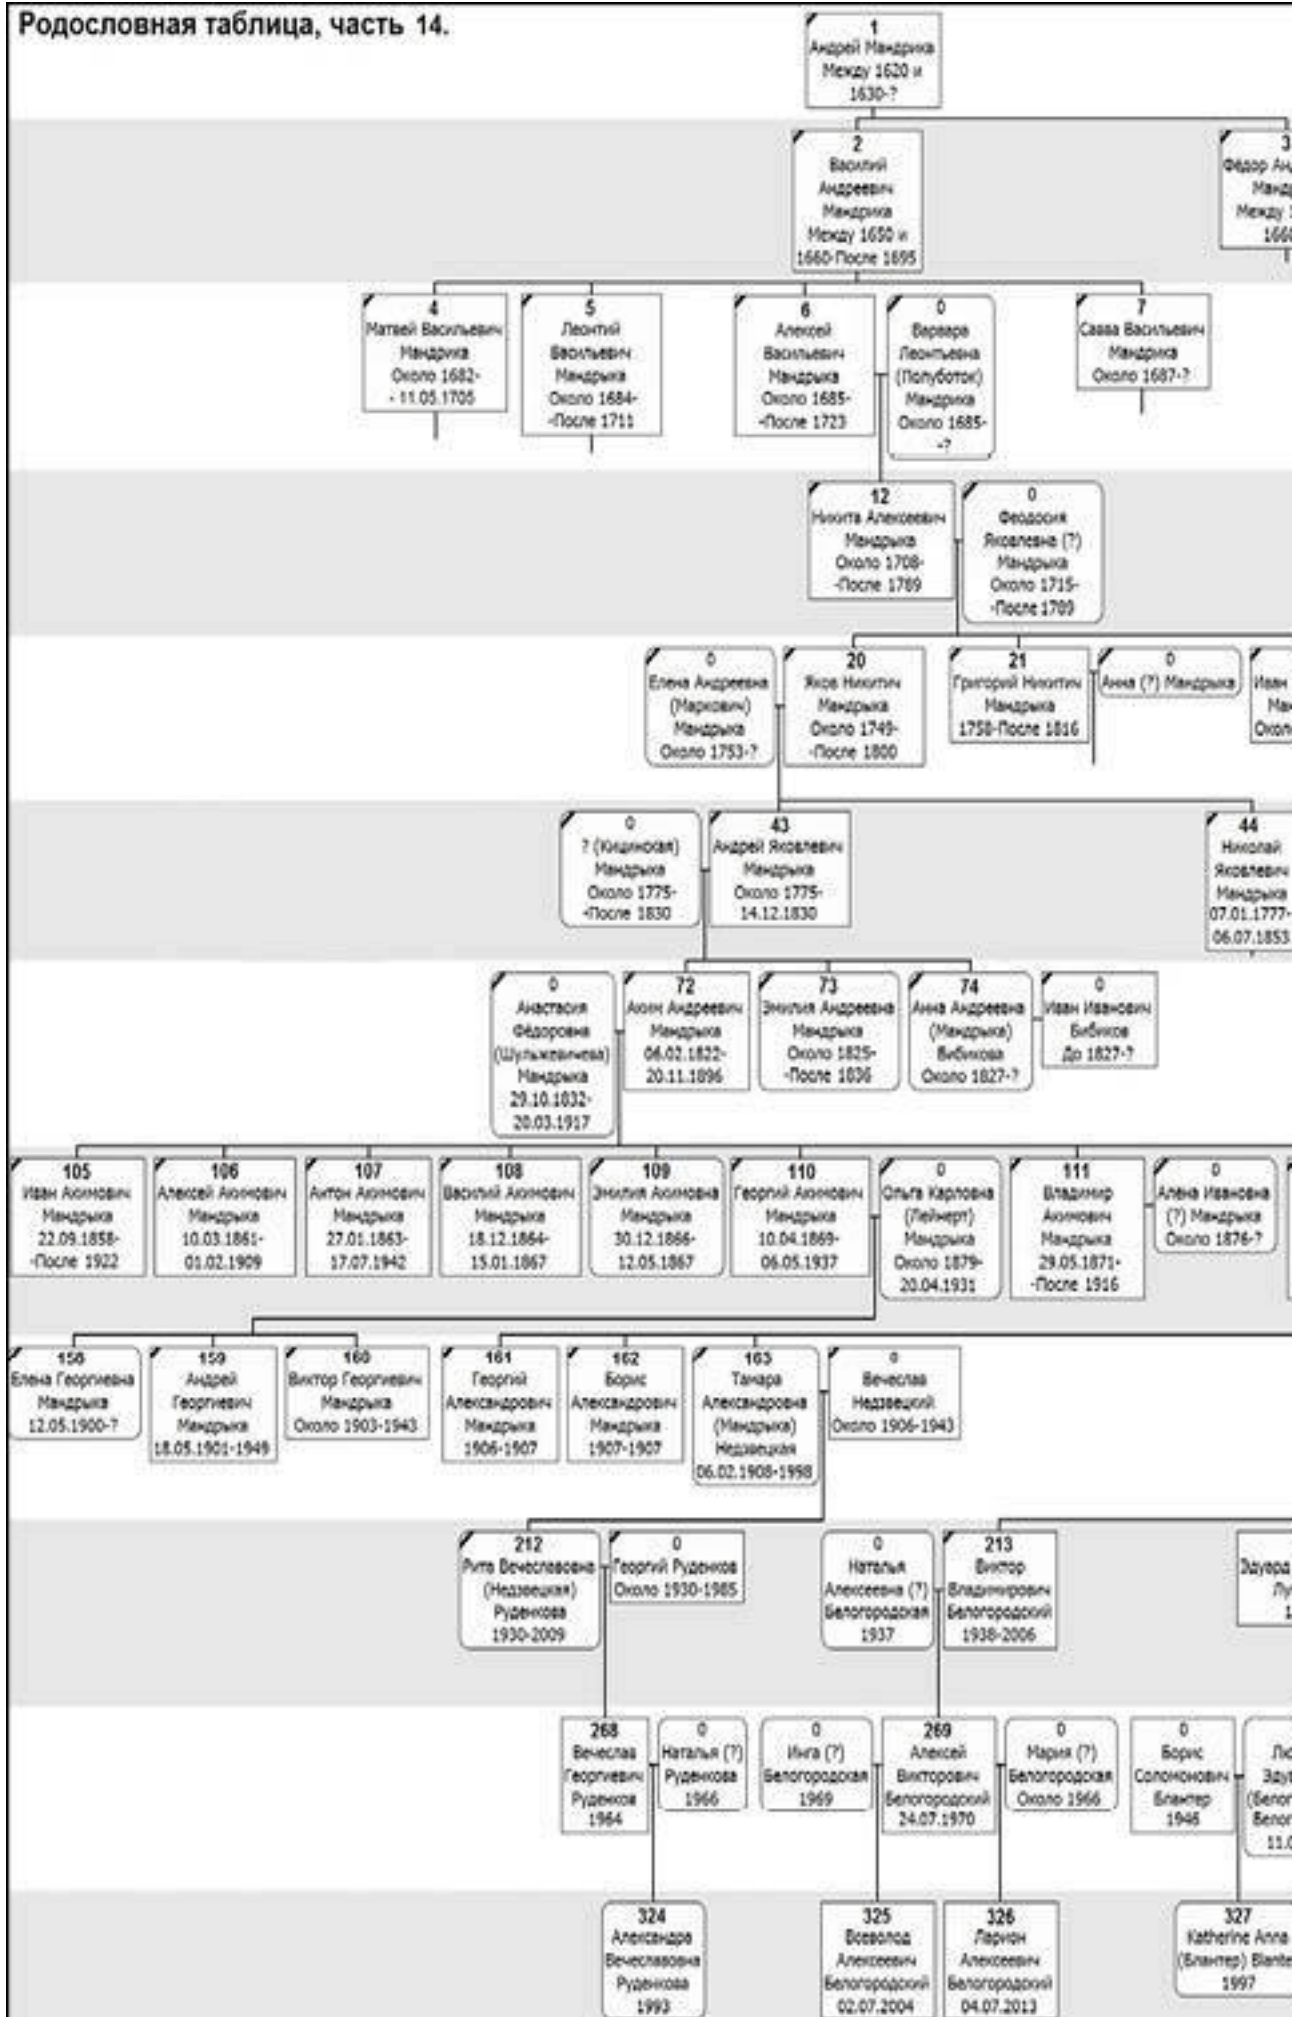 Родословная таблица, часть 14.
1
Андрей Мандрика
Между 1620 и
1630-?
2
Василий
Андреевич
Мандрика
Между 1650 и
1660-После 1695
3
Фёдор
4
Матвей Васильевич
Мандрика
Около 1682-
- 11.05.1705
5
Леонтий
Васильевич
Мандрыка
Около 1684-
-После 1711
6
Алексей
Васильевич
Мандрыка
Около 1685-
-После 1723
0
Варвара
Леонтьевна
(Полуботок)
Мандрика
Около 1685-
-?
7
Савва Васильевич
Мандрика
Около 1687-?
12
Никита Алексеевич
Мандрыка
Около 1708-
-После 1789
0
Феодосия
Яковлевна (?)
Мандрыка
Около 1715-
-После 1789
0
Елена Андреевна
(Маркович)
Мандрыка
Около 1753-?
20
Яков Никитич
Мандрыка
Около 1749-
-После 1800
21
Григорий Никитич
Мандрыка
1758-После 1816
0
Анна (?) Мандрыка
Иван
0
? (Кицинская)
Мандрыка
Около 1775-
-После 1830
43
Андрей Яковлевич
Мандрыка
Около 1775-
14.12.1830
44
Николай
Яковлевич
Мандрыка
07.01.1777-
06.07.1853
0
Анастасия
Фёдоровна
(Шульжевичева)
Мандрыка
29.10.1832-
20.03.1917
72
Аким Андреевич
Мандрыка
06.02.1822-
20.11.1896
73
Эмилия Андреевна
Мандрыка
Около 1825-
-После 1836
74
Анна Андреевна
(Мандрыка)
Бибикова
Около 1827-?
0
Иван Иванович
Бибиков
До 1827-?
105
Иван Акимович
Мандрыка
22.09.1858-
-После 1922
106
Алексей Акимович
Мандрыка
10.03.1861-
01.02.1909
107
Антон Акимович
Мандрыка
27.01.1863-
17.07.1942
108
Василий Акимович
Мандрыка
18.12.1864-
15.01.1867
109
Эмилия Акимовна
Мандрыка
30.12.1866-
12.05.1867
110
Георгий Акимович
Мандрыка
10.04.1869-
06.05.1937
0
Ольга Карловна
(Лейнерт)
Мандрыка
Около 1879-
20.04.1931
111
Владимир
Акимович
Мандрыка
29.05.1871-
-После 1916
0
Алёна Ивановна
(?) Мандрыка
Около 1876-?
158
Елена Георгиевна
Мандрыка
12.05.1900-?
159
Андрей
Георгиевич
Мандрыка
18.05.1901-1949
160
Виктор Георгиевич
Мандрыка
Около 1903-1943
161
Георгий
Александрович
Мандрыка
1906-1907
162
Борис
Александрович
Мандрыка
1907-1907
163
Тамара
Александровна
(Мандрыка)
Недзвецкая
06.02.1908-1998
0
Вечеслав
Недзвецкий
Около 1906-1943
212
Рита Вечеславовна
(Недзвецкая)
Руденкова
1930-2009
0
Георгий Руденков
Около 1930-1985
0
Наталья
Алексеевна (?)
Белогородская
1937
213
Виктор
Владимирович
Белогородский
1938-2006
Эдуард
268
Вечеслав
Георгиевич
Руденков
1964
0
Наталья (?)
Руденкова
1966
0
Инга (?)
Белогородская
1969
269
Алексей
Викторович
Белогородский
24.07.1970
0
Мария (?)
Белогородская
Около 1966
0
Борис
Соломонович
Блантер
1946
324
Александра
Вечеславовна
Руденкова
1993
325
Всеволод
Алексеевич
Белогородский
02.07.2004
326
Ларион
Алексеевич
Белогородский
04.07.2013
327
Katherine Anna
(Блантер)
1997